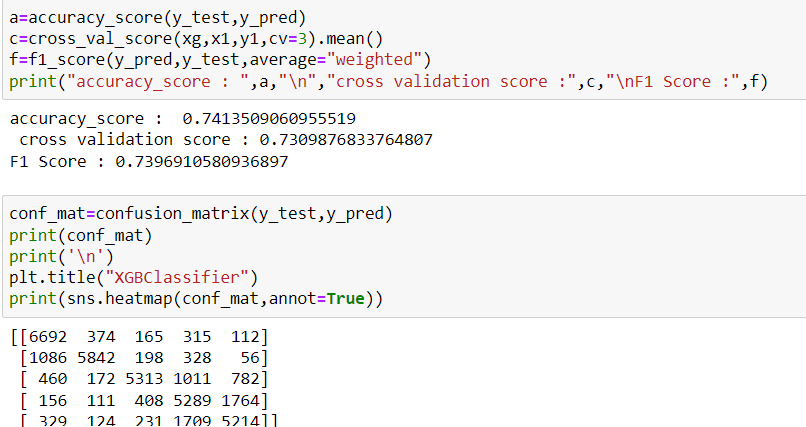 a=accuracy_score(y_test,y_pred)
c=cross_val_score(xg,x1,y1,cv=3).mean()
f=f1_score(y_pred,y_test,average="weighted")
print("accuracy_score : ",a,"\n","cross validation score :",c,"\nF1 Score :",f)
accuracy_score :  0.7413509060955519
 cross validation score : 0.7309876833764807
F1 Score : 0.7396910580936897
conf_mat=confusion_matrix(y_test,y_pred)
print(conf_mat)
print('\n')
plt.title("XGBClassifier")
print(sns.heatmap(conf_mat,annot=True))
[[6692  374  165  315  112]
 [1086 5842  198  328   56]
 [ 460  172 5313 1011  782]
 [ 156  111  408 5289 1764]
 [ 329  124  231 1709 5214]]